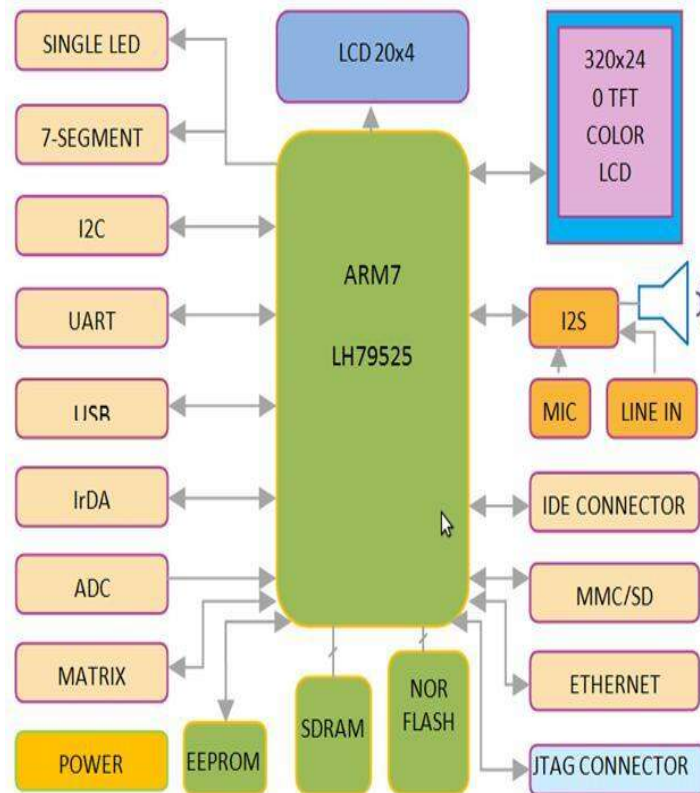 SINGLE LED
LCD 20x4
320x24
0 TFT
COLOR
LCD
7-SEGMENT
I2C
ARM7
LH79525
UART
I2S
USB
MIC
LINE IN
IrDA
IDE CONNECTOR
ADC
MMC/SD
MATRIX
ETHERNET
NOR
FLASH
SDRAM
POWER
EEPROM
JTAG CONNECTOR